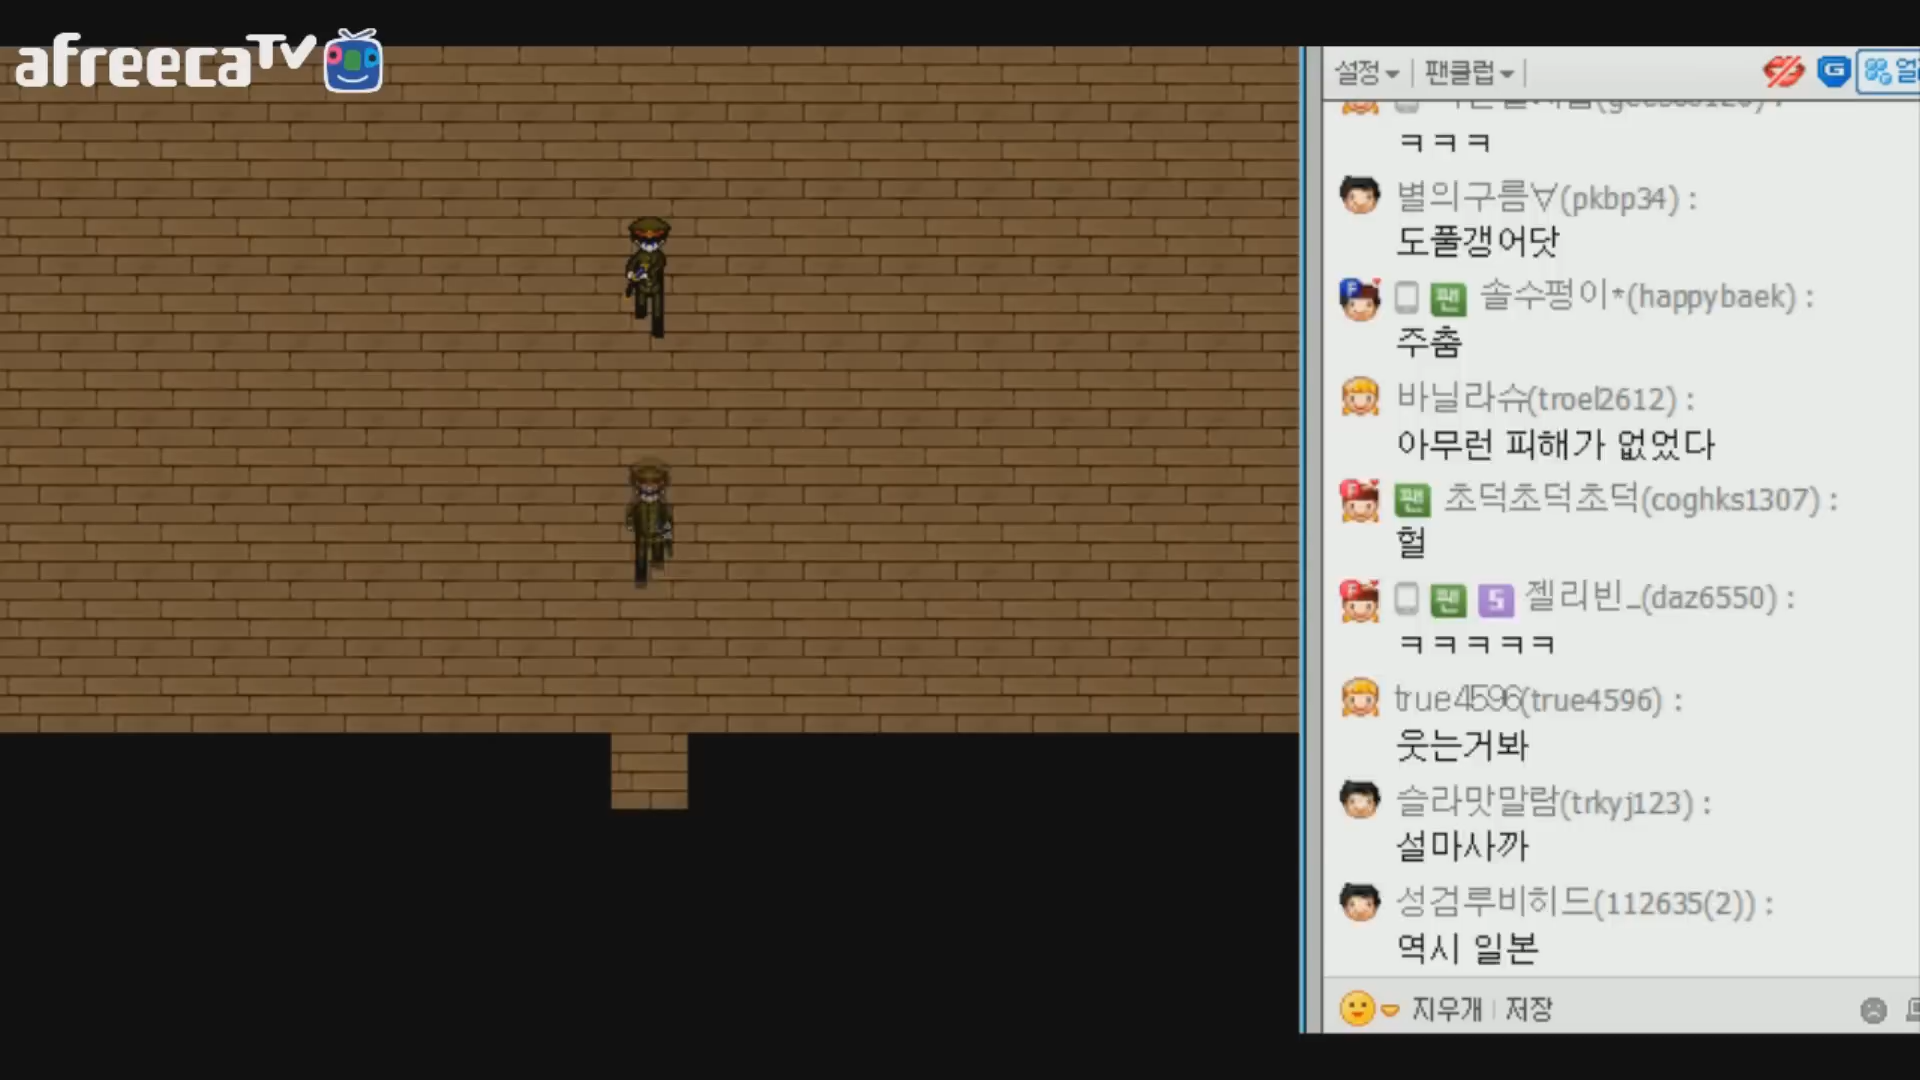 afreecaTV
설정
팬클럽
ㅋㅋㅋ
별의구름∀(pkbp34) :
도풀갱어닷
팬 솔수펑이*(happybaek) :
주춤
바닐라슈(troel2612) :
아무런 피해가 없었다
팬 초덕초덕초덕(coghks1307) :
헐
팬 S 젤리빈_(daz6550) :
ㅋㅋㅋㅋㅋ
true4596(true4596) :
웃는거봐
슬라맛말람(trkyj123) :
설마사까
성검루비히드(112635(2)) :
역시 일본
지우개 저장